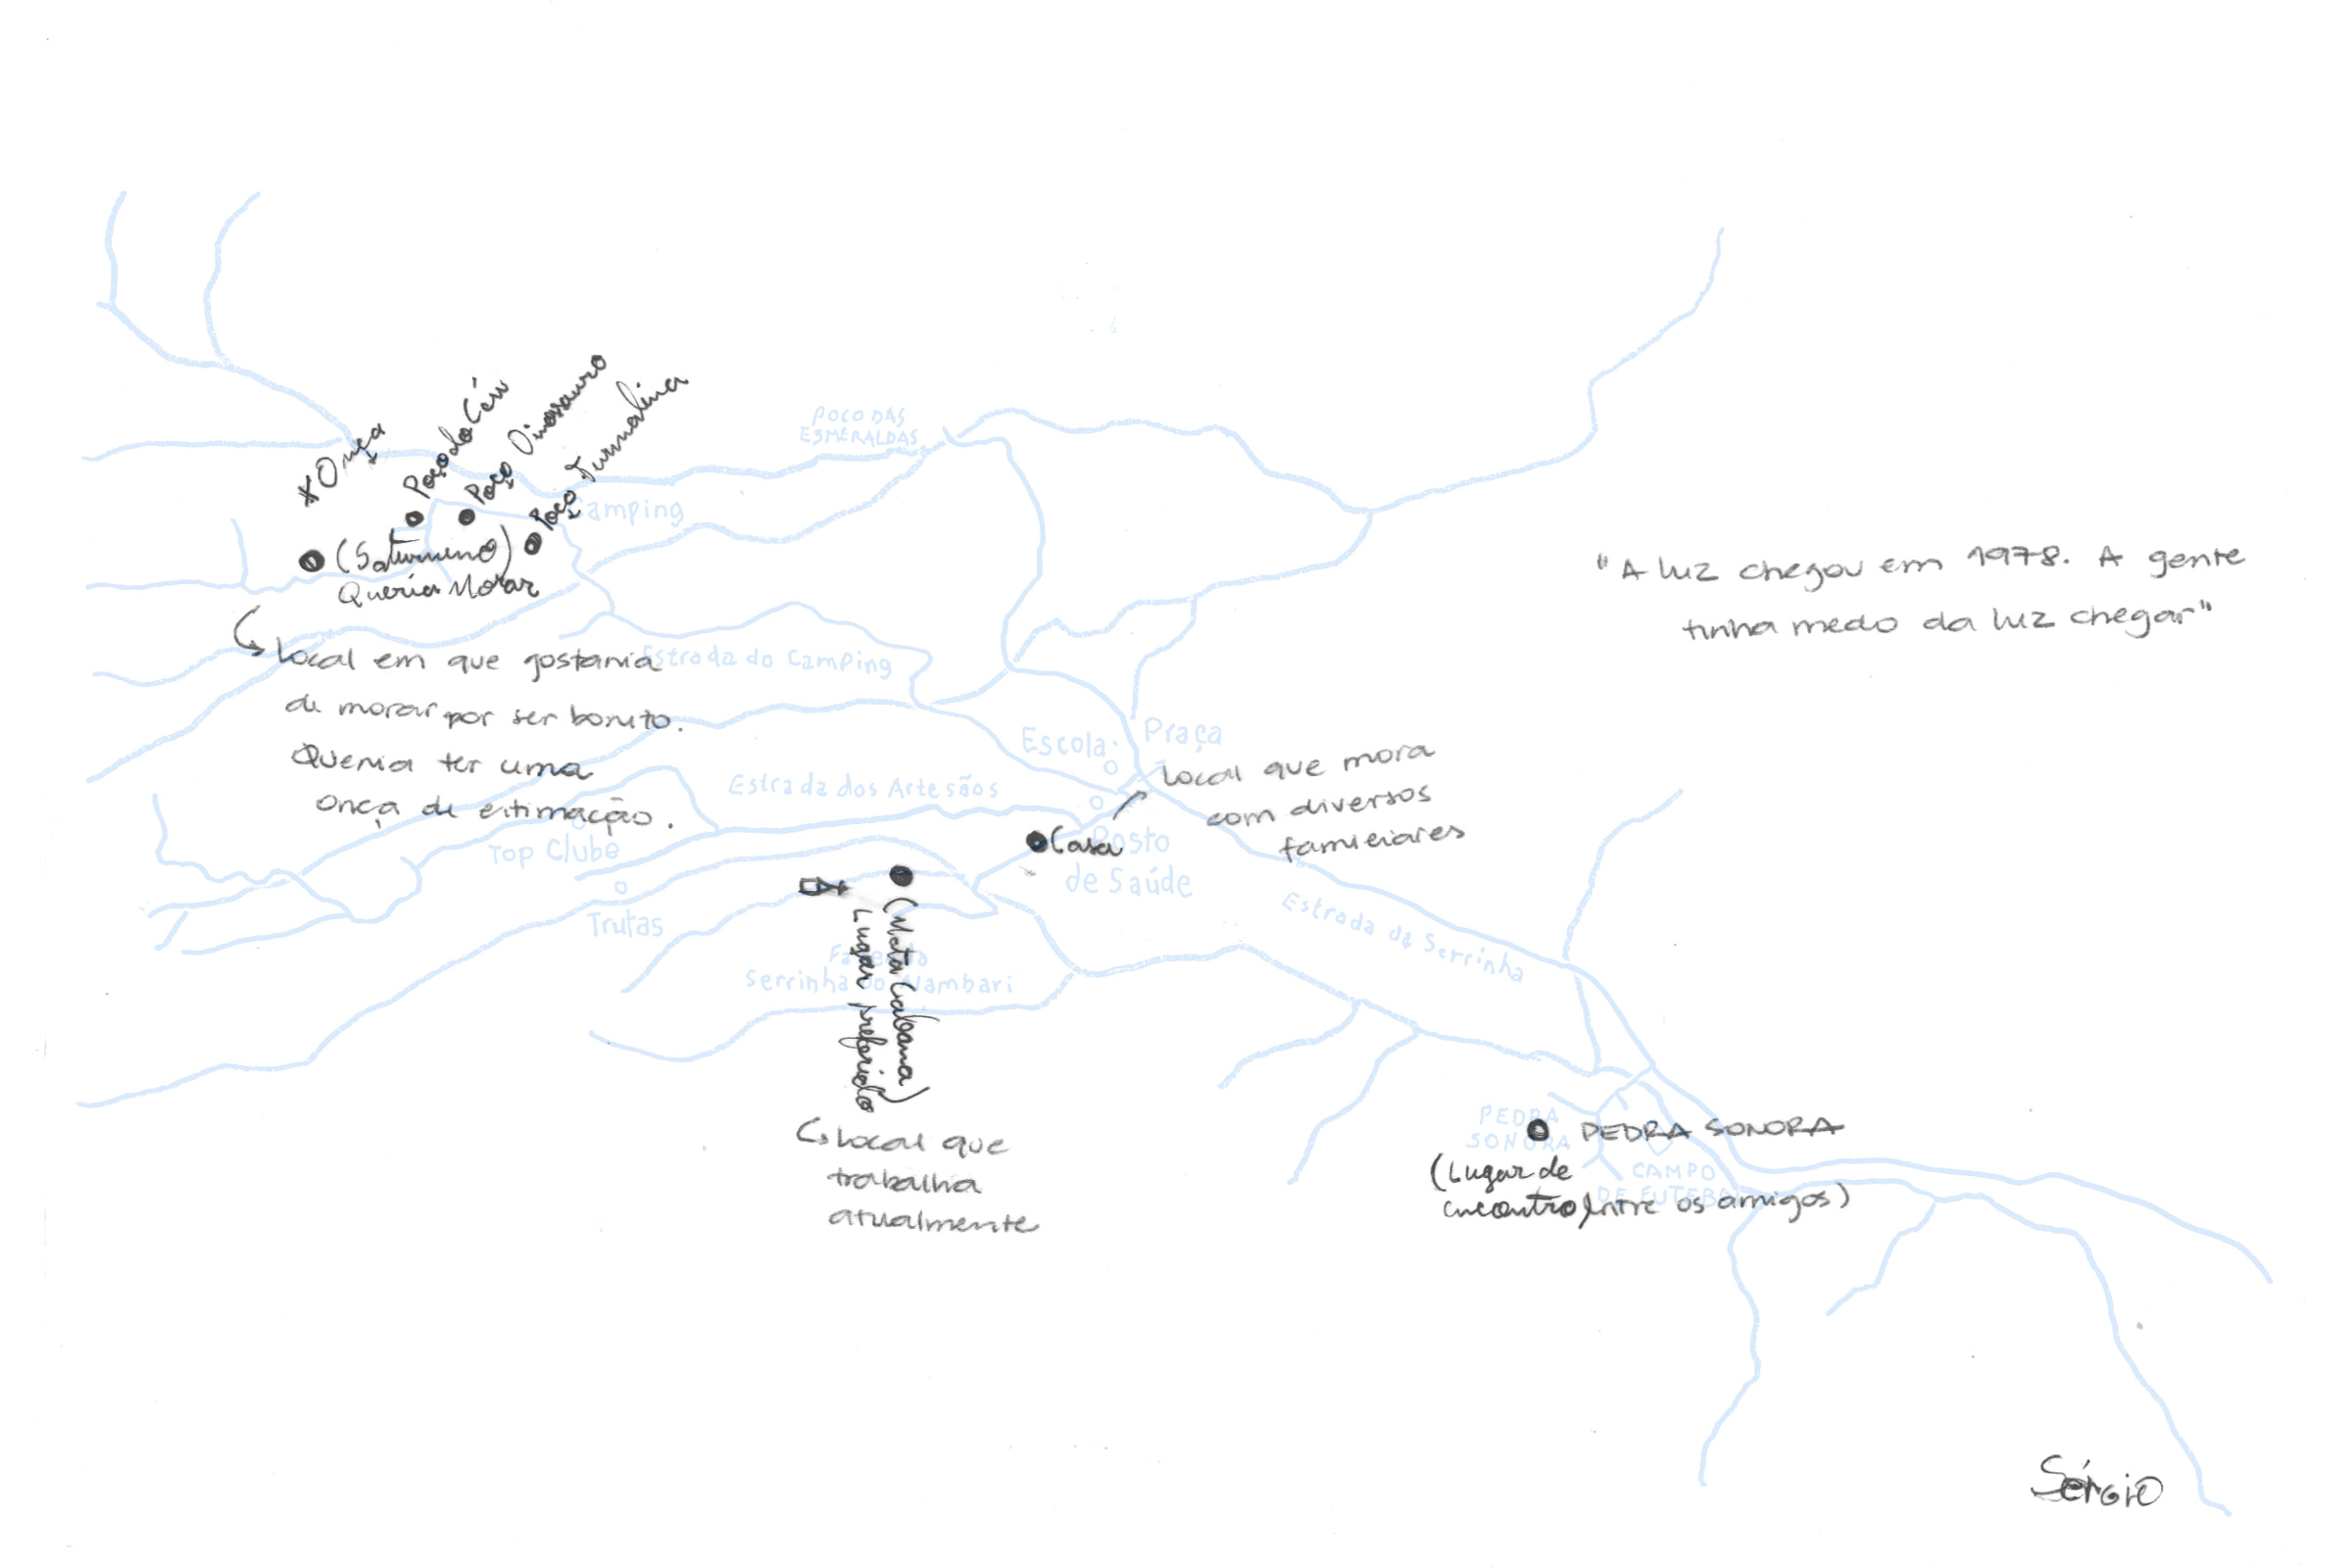 * Onça
Poço do Céu
Poço Dinossauro
Poço Turmalina
POCO DAS
ESMERALDAS
Camping
(Saturnino)
Queria Morar
"A luz chegou em 1978. A gente
tinha medo da luz chegar"
Local em que gostaria
de morar por ser bonito.
Queria ter uma
onça de estimação.
Estrada do Camping
Escola
Praça
Estrada dos Artesãos
Local que mora
com diversos
familiares
Casa
Posto
de Saúde
Top Clube
Trutas
Fazenda
Serrinha do Alambari
(Mata Cabana)
Lugar preferido
Local que
trabalha
atualmente
Estrada da Serrinha
PEDRA
SONORA
PEDRA SONORA
(Lugar de
encontro entre os amigos)
CAMPO
DE FUTEBOL
Sérgio